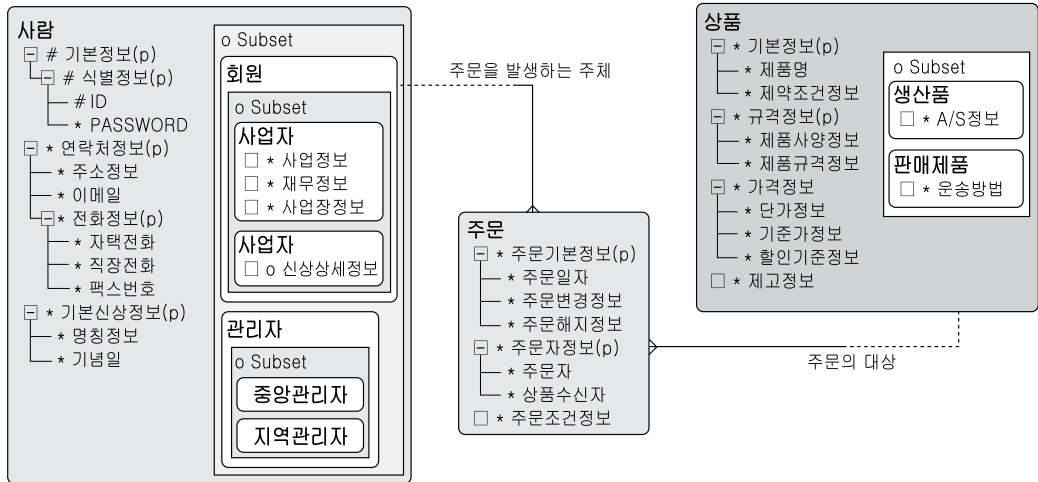 사람
# 기본정보(p)
# 식별정보(p)
# ID
* PASSWORD
* 연락처정보(p)
* 주소정보
* 이메일
* 전화정보(p)
* 자택전화
* 직장전화
* 팩스번호
* 기본신상정보(p)
* 명칭정보
* 기념일
o Subset
회원
o Subset
사업자
* 사업정보
* 재무정보
* 사업장정보
사업자
o 신상상세정보
관리자
o Subset
중앙관리자
지역관리자
주문을 발생하는 주체
주문
* 주문기본정보(p)
* 주문일자
* 주문변경정보
* 주문해지정보
* 주문자정보(p)
* 주문자
* 상품수신자
* 주문조건정보
주문의 대상
상품
* 기본정보(p)
* 제품명
* 제약조건정보
* 규격정보(p)
* 제품사양정보
* 제품규격정보
* 가격정보
* 단가정보
* 기준가정보
* 할인기준정보
* 제고정보
o Subset
생산품
* A/S정보
판매제품
* 운송방법